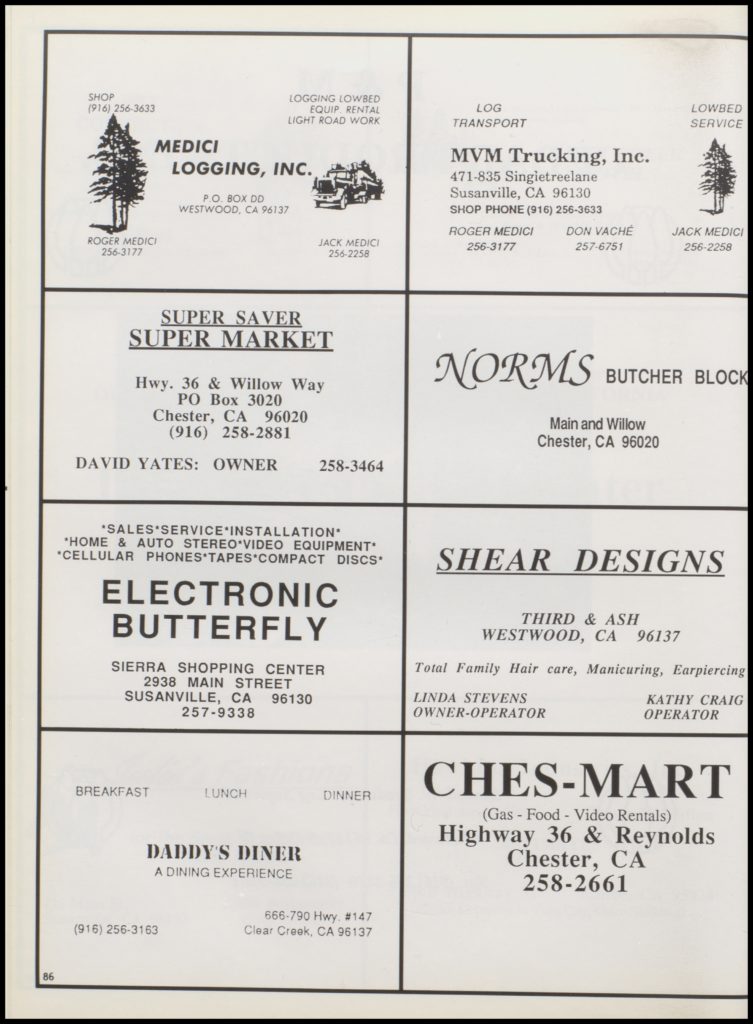 SHOP
(916) 256-3633
LOGGING LOWBED
EQUIP. RENTAL
LIGHT ROAD WORK
MEDICI
LOGGING, INC.
P.O. BOX DD
WESTWOOD, CA 96137
ROGER MEDICI
256-3177
JACK MEDICI
256-2258
LOG
TRANSPORT
LOWBED
SERVICE
MVM Trucking, Inc.
471-835 Singletreelane
Susanville, CA 96130
SHOP PHONE (916) 256-3633
ROGER MEDICI DON VACHÉ JACK MEDICI
256-3177 257-6751 256-2258
SUPER SAVER
SUPER MARKET
Hwy. 36 & Willow Way
PO Box 3020
Chester, CA 96020
(916) 258-2881
DAVID YATES: OWNER 258-3464
NORMS BUTCHER BLOCK
Main and Willow
Chester, CA 96020
*SALES*SERVICE*INSTALLATION*
*HOME & AUTO STEREO*VIDEO EQUIPMENT*
*CELLULAR PHONES*TAPES*COMPACT DISCS*
ELECTRONIC
BUTTERFLY
SIERRA SHOPPING CENTER
2938 MAIN STREET
SUSANVILLE, CA 96130
257-9338
SHEAR DESIGNS
THIRD & ASH
WESTWOOD, CA 96137
Total Family Hair care, Manicuring, Earpiercing
LINDA STEVENS
OWNER-OPERATOR
KATHY CRAIG
OPERATOR
BREAKFAST LUNCH DINNER
DADDY'S DINER
A DINING EXPERIENCE
(916) 256-3163
666-790 Hwy. #147
Clear Creek, CA 96137
CHES-MART
(Gas - Food - Video Rentals)
Highway 36 & Reynolds
Chester, CA
258-2661
86